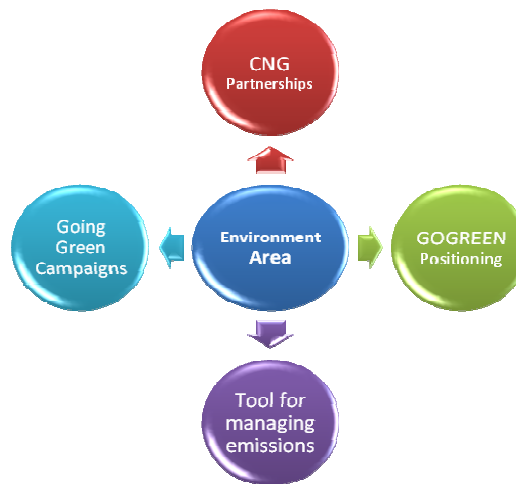 CNG
Partnerships
Going
Green
Campaigns
Environment
Area
GOGREEN
Positioning
Tool for
managing
emissions